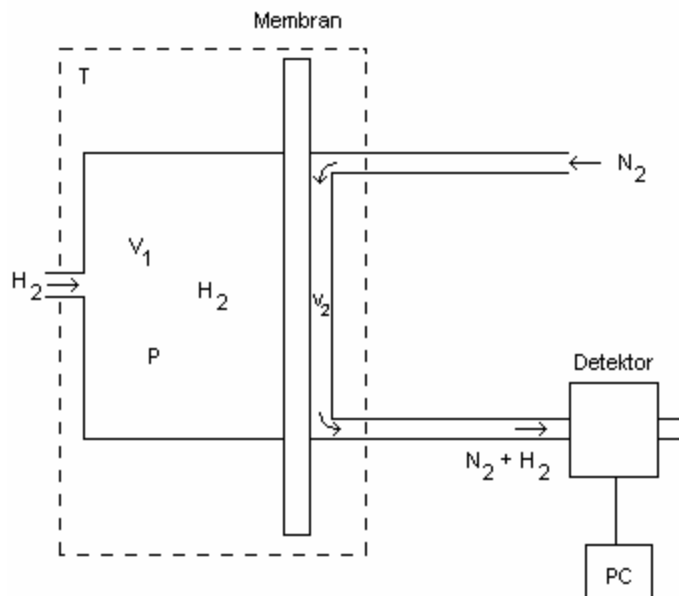 Membran
T
N₂
V₁
H₂
H₂
V₂
P
Detektor
N₂ + H₂
PC